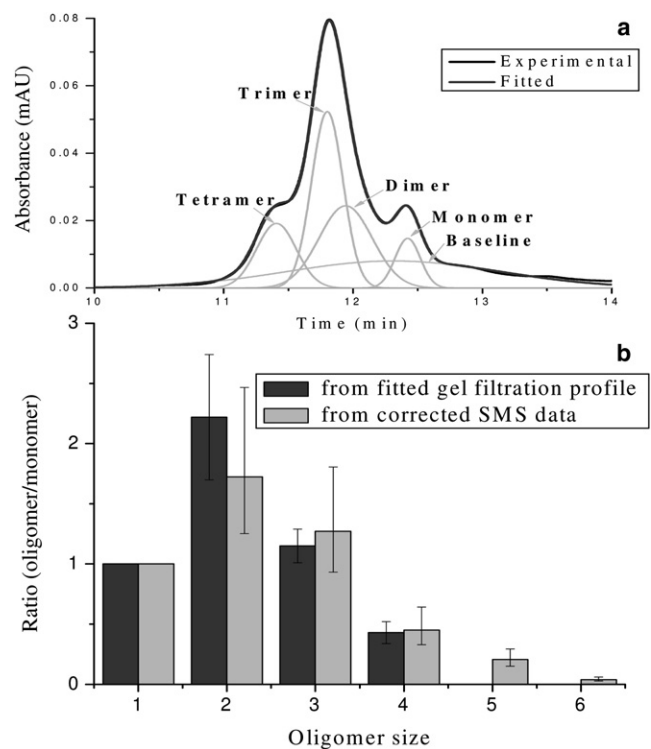 a
0.08
0.06
0.04
0.02
0.00
Absorbance (mAU)
Experimental
Fitted
Trimer
Dimer
Tetramer
Monomer
Baseline
10 11 12 13 14
Time (min)
b
3
2
1
0
Ratio (oligomer/monomer)
from fitted gel filtration profile
from corrected SMS data
1 2 3 4 5 6
Oligomer size